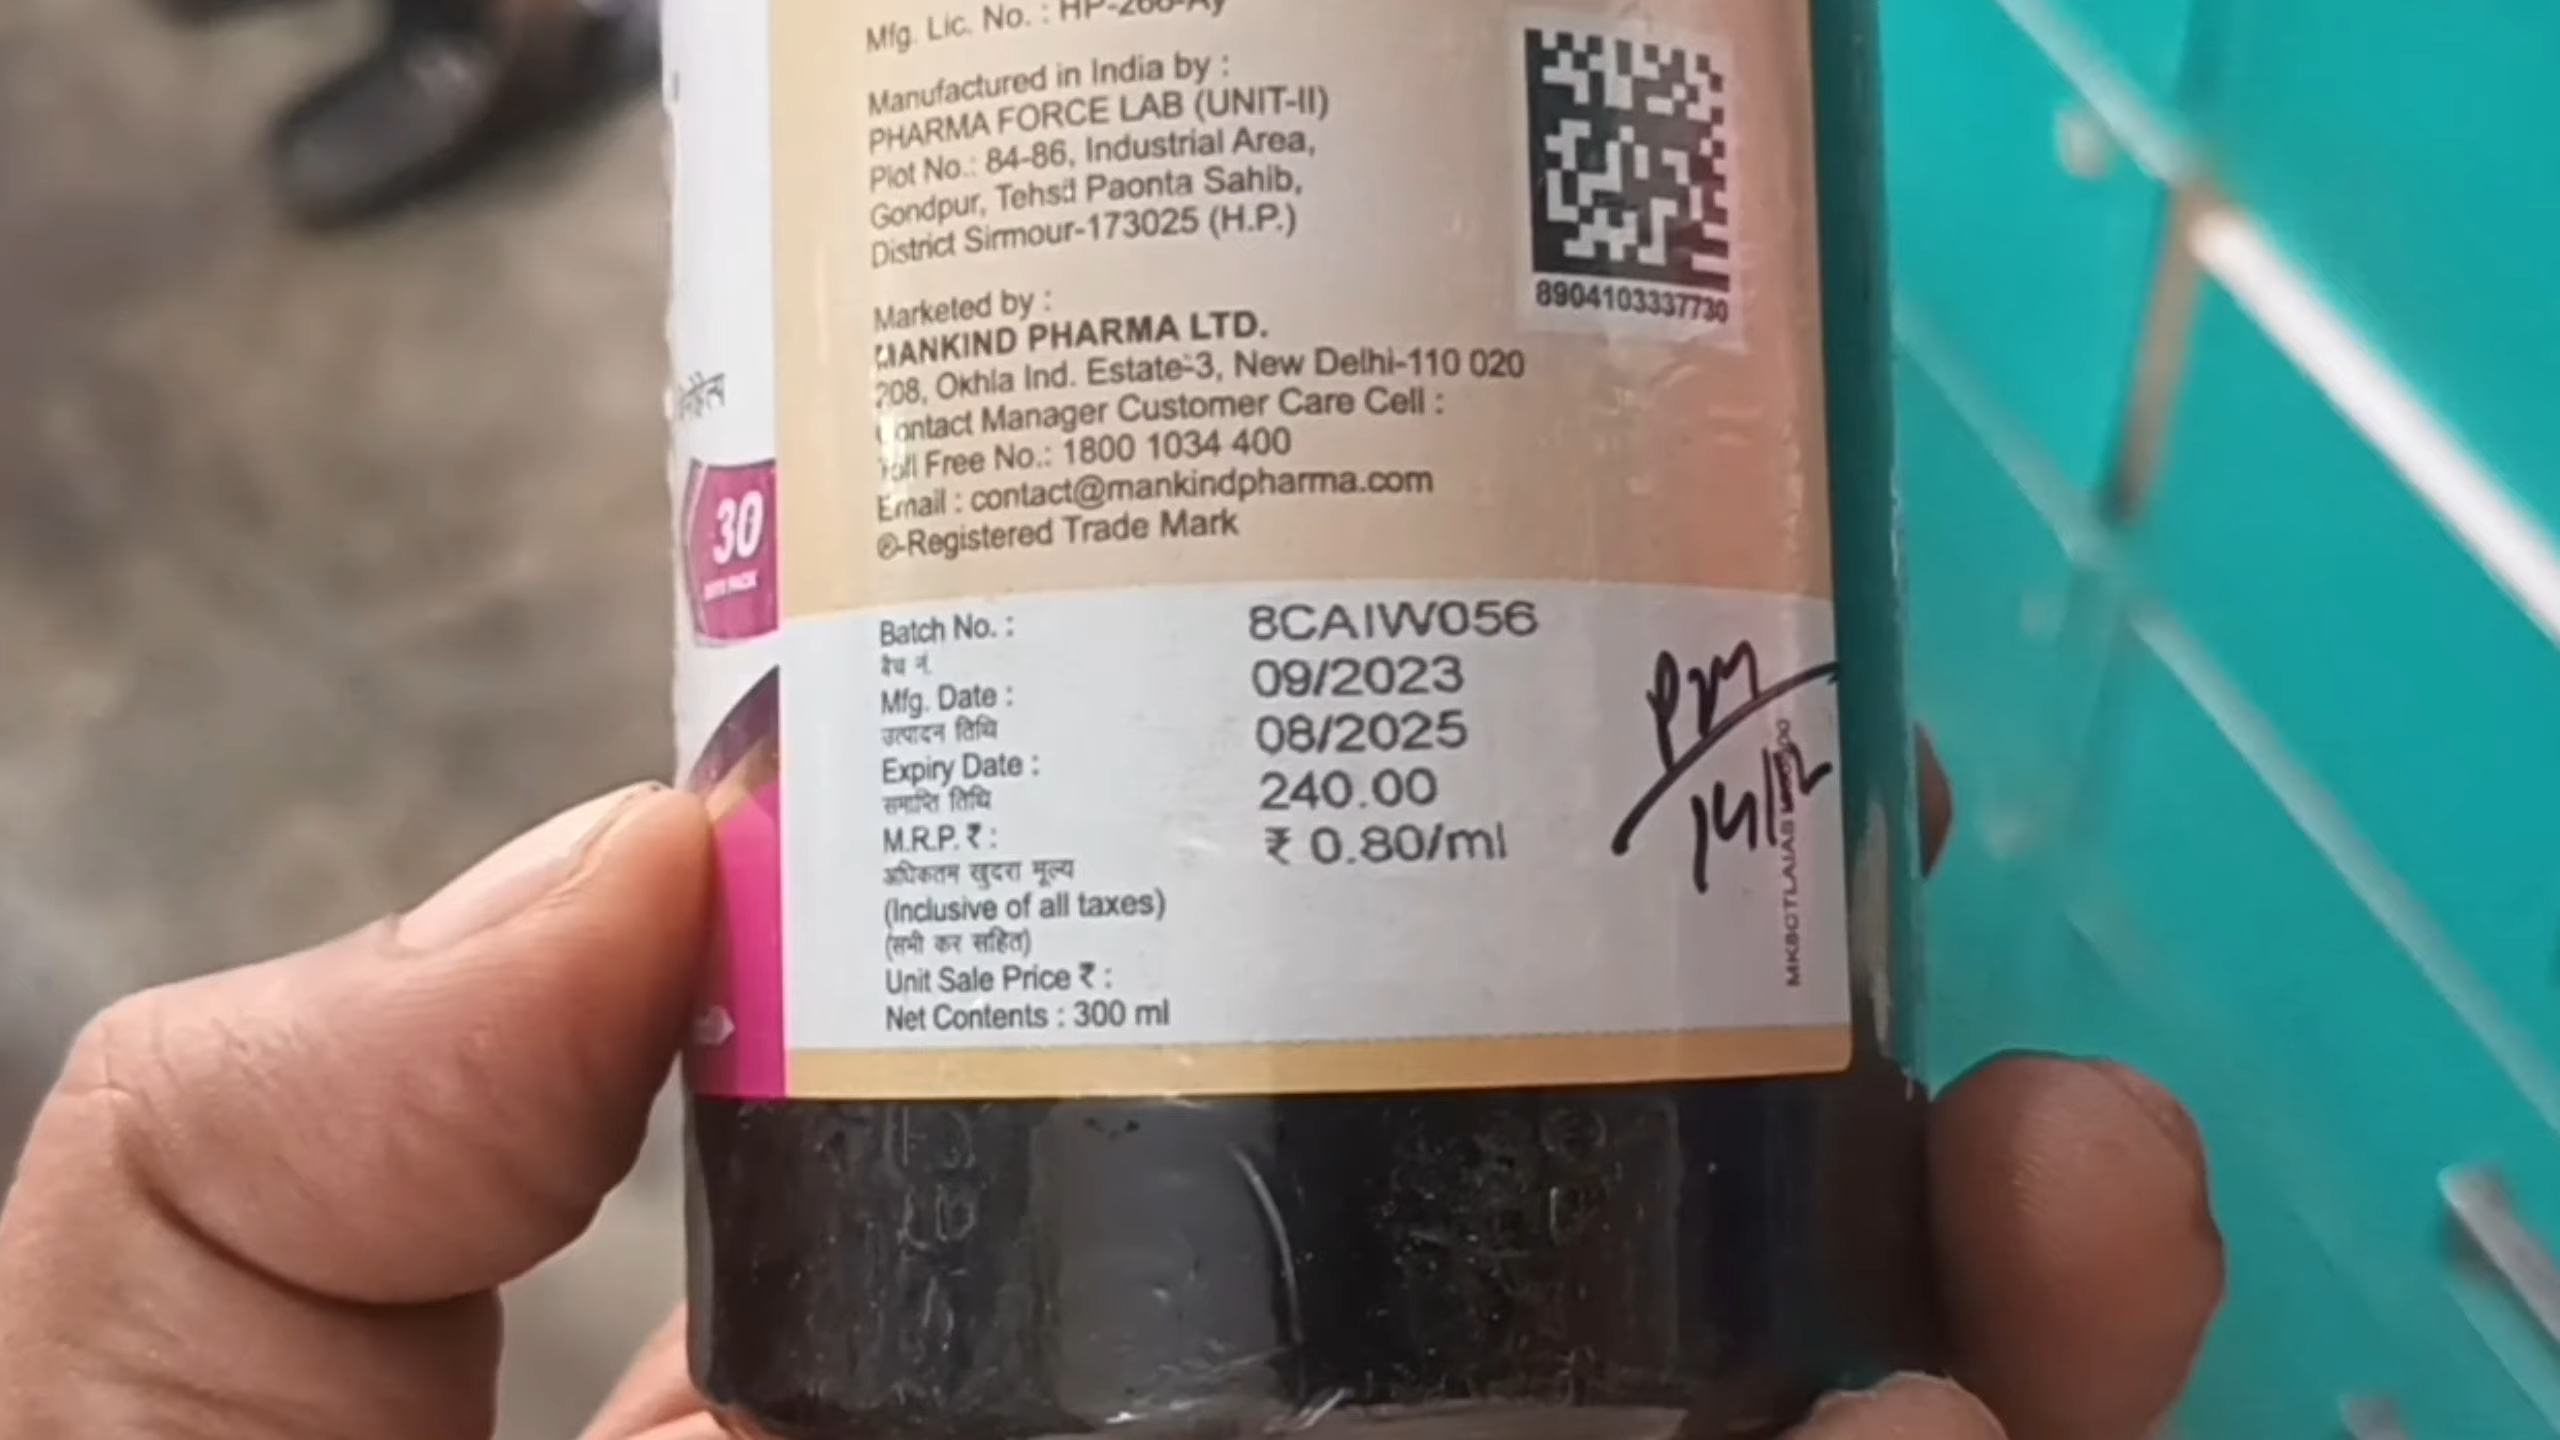 Mfg. Lic. No. : HP-266-Ay
Manufactured in India by :
PHARMA FORCE LAB (UNIT-II)
Plot No.: 84-86, Industrial Area,
Gondpur, Tehsil Paonta Sahib,
District Sirmour-173025 (H.P.)
8904103337730
Marketed by :
MANKIND PHARMA LTD.
208, Okhla Ind. Estate-3, New Delhi-110 020
Contact Manager Customer Care Cell :
Toll Free No.: 1800 1034 400
Email : contact@mankindpharma.com
®-Registered Trade Mark
30
Batch No. : 8CAIW056
बैच नं.
Mfg. Date : 09/2023
उत्पादन तिथि
Expiry Date : 08/2025
समाप्ति तिथि
M.R.P. ₹ : 240.00
अधिकतम खुदरा मूल्य
₹ 0.80/ml
(Inclusive of all taxes)
(सभी कर सहित)
Unit Sale Price ₹ :
Net Contents : 300 ml
14/12